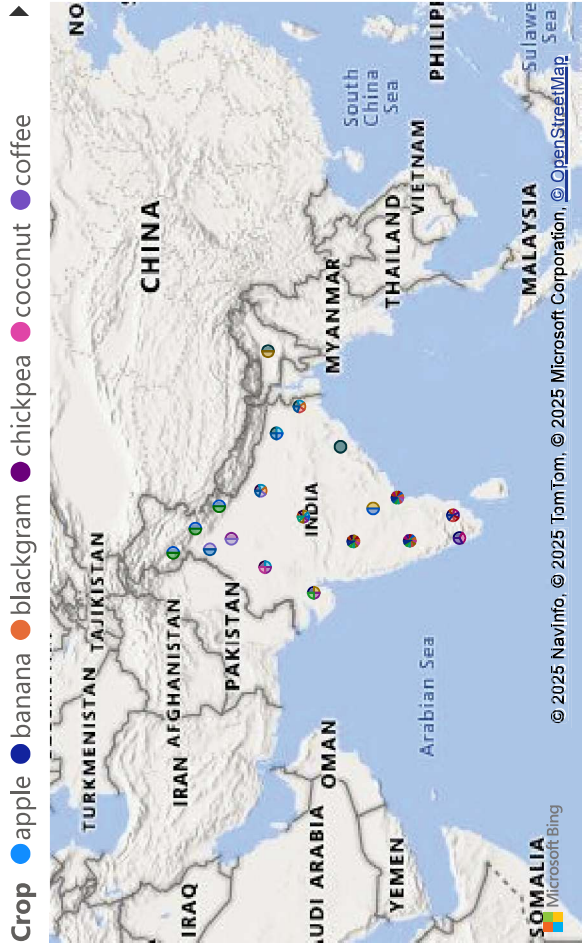 Crop apple banana blackgram chickpea coconut coffee
NO
CHINA
TAJIKISTAN
TURKMENISTAN
AFGHANISTAN
IRAN
IRAQ
PAKISTAN
INDIA
MYANMAR
THAILAND
VIETNAM
South
China
Sea
PHILIPI
Sulawe
Sea
MALAYSIA
OMAN
AUDI ARABIA
YEMEN
Arabian Sea
SOMALIA
Microsoft Bing
© 2025 NavInfo, © 2025 TomTom, © 2025 Microsoft Corporation, © OpenStreetMap